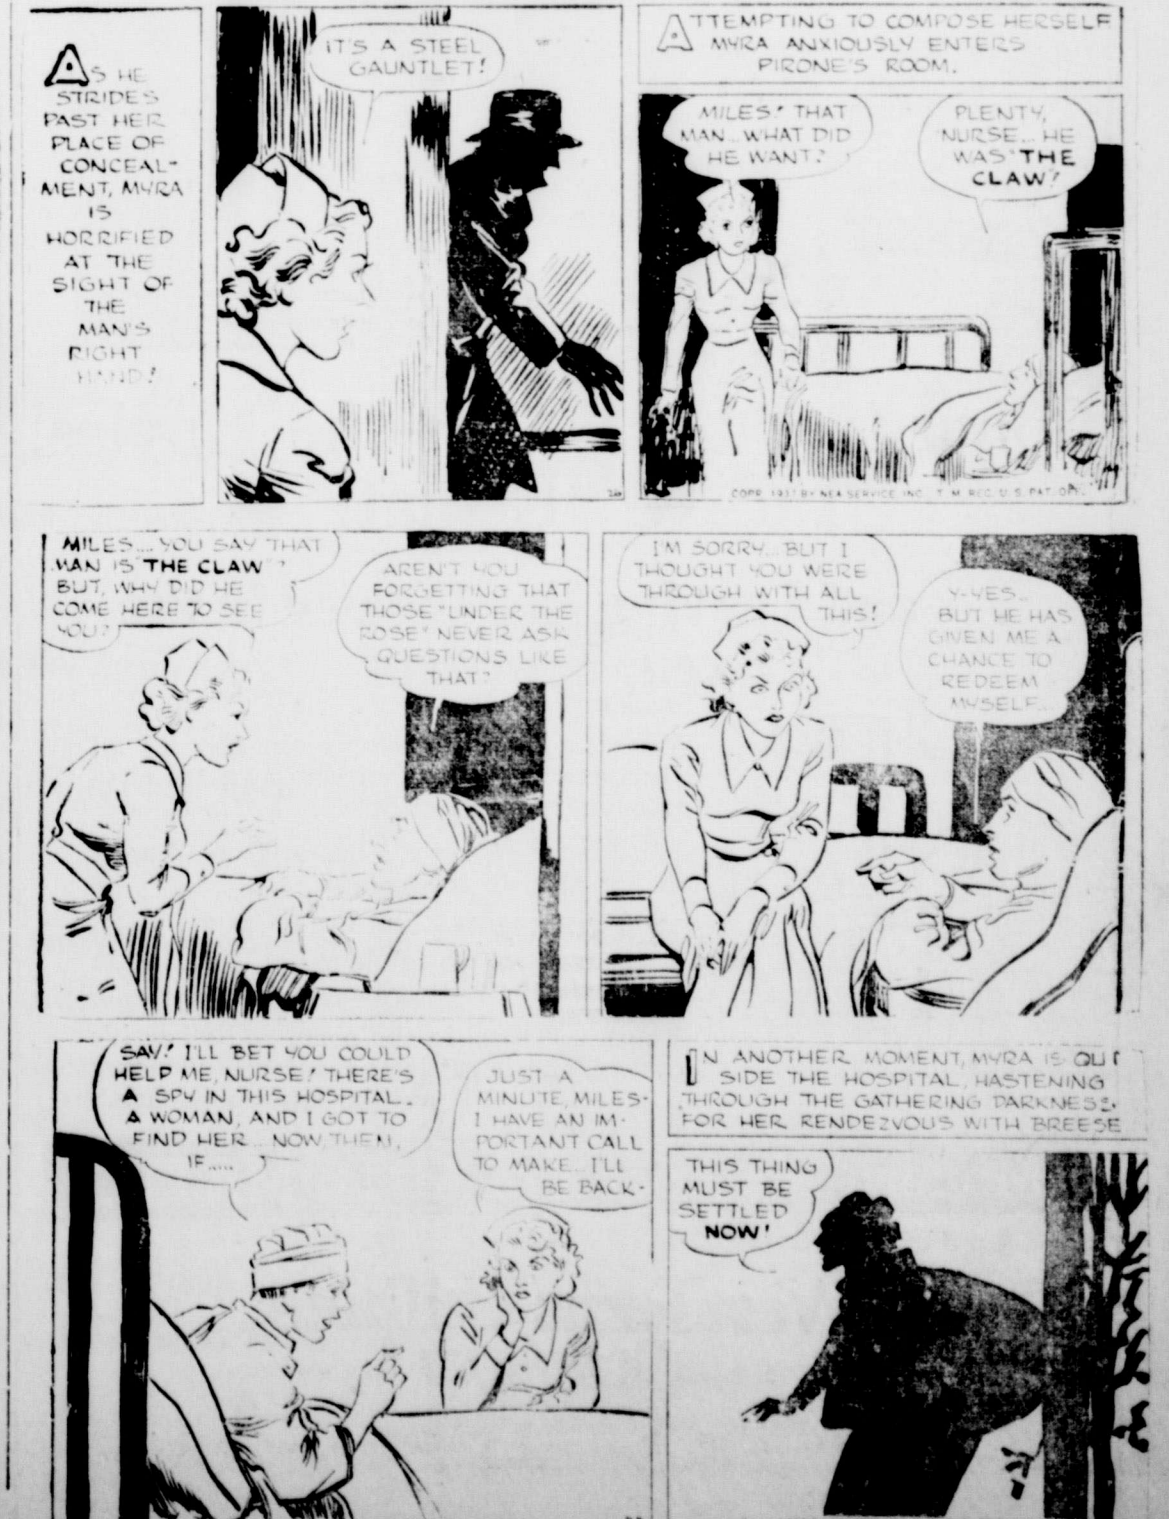 AS HE
STRIDES
PAST HER
PLACE OF
CONCEAL-
MENT, MYRA
IS
HORRIFIED
AT THE
SIGHT OF
THE
MAN'S
RIGHT
HAND!
IT'S A STEEL
GAUNTLET!
26
ATTEMPTING TO COMPOSE HERSELF
MYRA ANXIOUSLY ENTERS
PIRONE'S ROOM.
MILES! THAT
MAN...WHAT DID
HE WANT?
PLENTY,
NURSE... HE
WAS "THE
CLAW"!
COPR. 1937 BY NEA SERVICE, INC. T. M. REG. U. S. PAT. OFF.
MILES.... YOU SAY THAT
MAN IS "THE CLAW"?
BUT, WHY DID HE
COME HERE TO SEE
YOU?
AREN'T YOU
FORGETTING THAT
THOSE "UNDER THE
ROSE" NEVER ASK
QUESTIONS LIKE
THAT?
I'M SORRY...BUT I
THOUGHT YOU WERE
THROUGH WITH ALL
THIS!
Y-YES...
BUT HE HAS
GIVEN ME A
CHANCE TO
REDEEM
MYSELF...
SAY! I'LL BET YOU COULD
HELP ME, NURSE! THERE'S
A SPY IN THIS HOSPITAL.
A WOMAN, AND I GOT TO
FIND HER... NOW THEN,
IF.....
JUST A
MINUTE, MILES-
I HAVE AN IM-
PORTANT CALL
TO MAKE... I'LL
BE BACK-
IN ANOTHER MOMENT, MYRA IS OUT
SIDE THE HOSPITAL, HASTENING
THROUGH THE GATHERING DARKNESS
FOR HER RENDEZVOUS WITH BREESE
THIS THING
MUST BE
SETTLED
NOW!